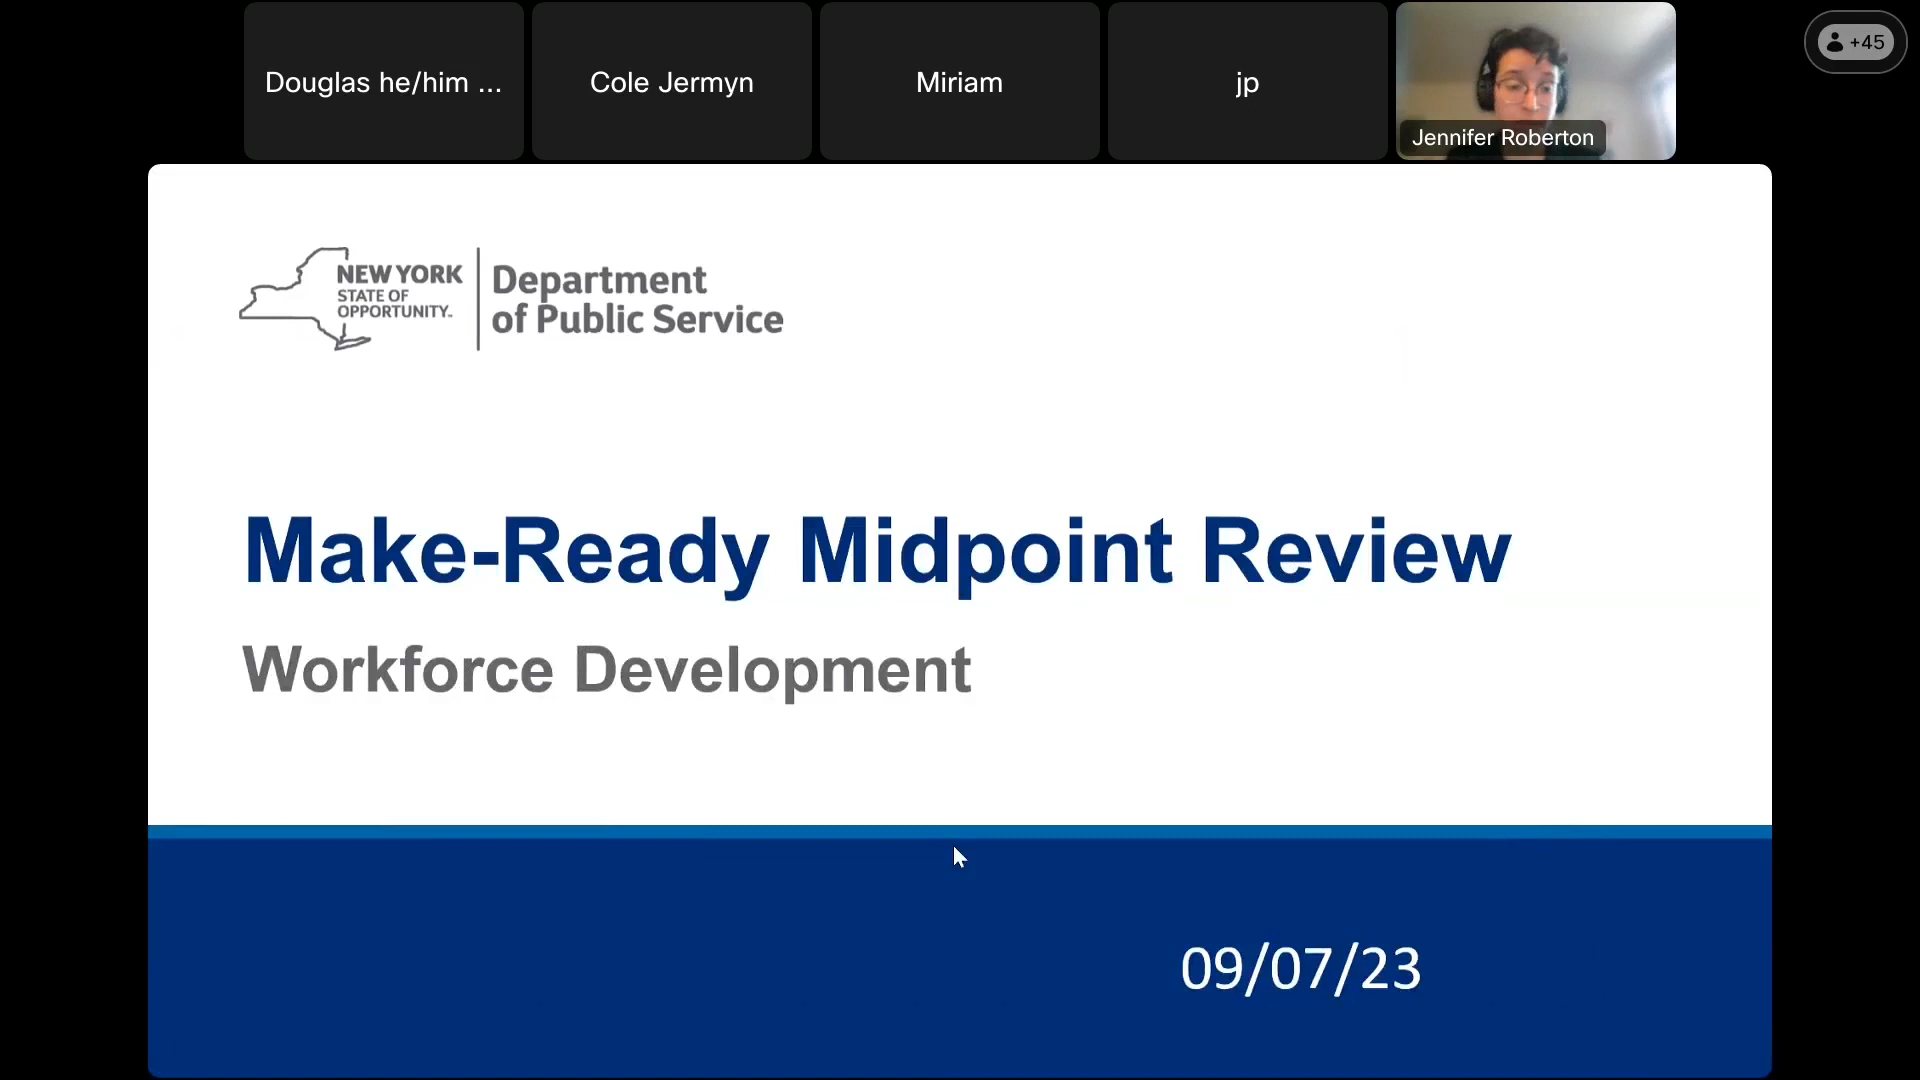 Douglas he/him ...
Cole Jermyn
Miriam
jp
Jennifer Roberton
+45
NEW YORK
STATE OF
OPPORTUNITY™
Department
of Public Service
Make-Ready Midpoint Review
Workforce Development
09/07/23